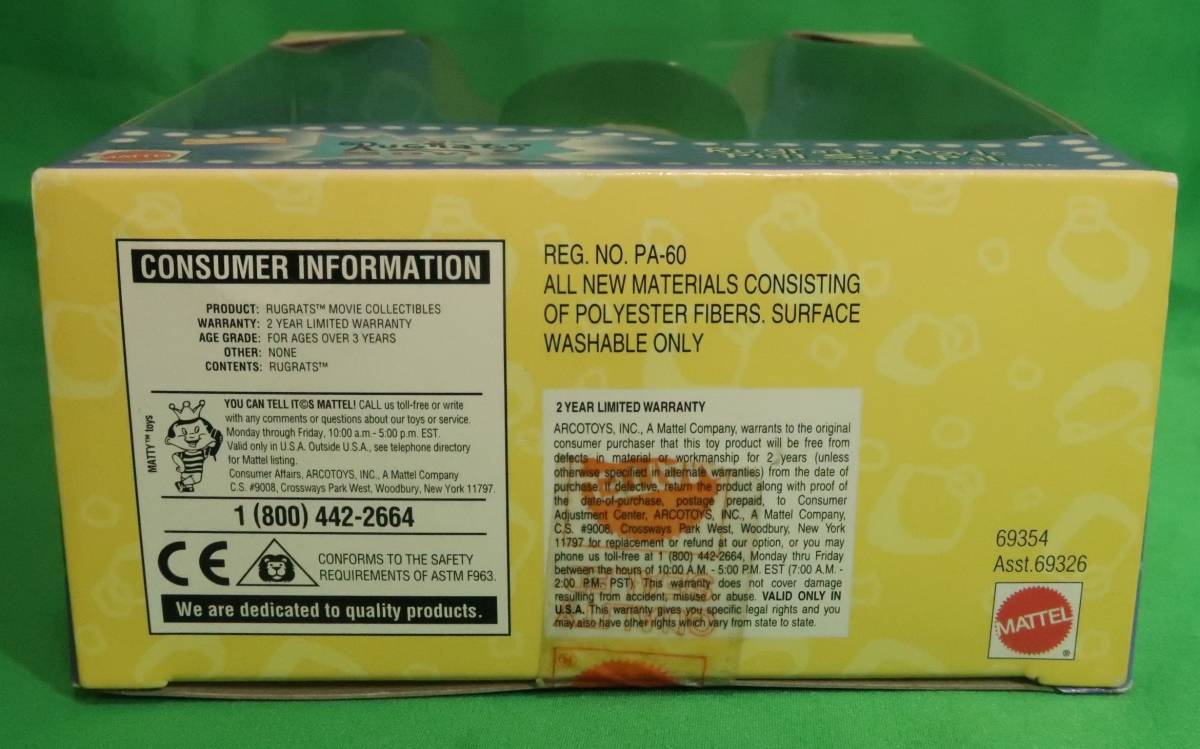 MATTEL
RUGRATS
CONSUMER INFORMATION
PRODUCT: RUGRATS™ MOVIE COLLECTIBLES
WARRANTY: 2 YEAR LIMITED WARRANTY
AGE GRADE: FOR AGES OVER 3 YEARS
OTHER: NONE
CONTENTS: RUGRATS™
MATTY™ toys
YOU CAN TELL IT©S MATTEL! CALL us toll-free or write
with any comments or questions about our toys or service.
Monday through Friday, 10:00 a.m.- 5:00 p.m. EST.
Valid only in U.S.A. Outside U.S.A., see telephone directory
for Mattel listing.
Consumer Affairs, ARCOTOYS, INC., A Mattel Company
C.S. #9008, Crossways Park West, Woodbury, New York 11797.
1 (800) 442-2664
CE
CONFORMS TO THE SAFETY
REQUIREMENTS OF ASTM F963.
We are dedicated to quality products.
REG. NO. PA-60
ALL NEW MATERIALS CONSISTING
OF POLYESTER FIBERS. SURFACE
WASHABLE ONLY
2 YEAR LIMITED WARRANTY
ARCOTOYS, INC., A Mattel Company, warrants to the original
consumer purchaser that this toy product will be free from
defects in material or workmanship for 2 years (unless
otherwise specified in alternate warranties) from the date of
purchase. If defective, return the product along with proof of
the date-of-purchase, postage prepaid, to Consumer
Adjustment Center, ARCOTOYS, INC., A Mattel Company,
C.S. #9008, Crossways Park West, Woodbury, New York
11797 for replacement or refund at our option, or you may
phone us toll-free at 1 (800) 442-2664, Monday thru Friday
between the hours of 10:00 A.M. - 5:00 P.M. EST (7:00 A.M. -
2:00 P.M. PST). This warranty does not cover damage
resulting from accident, misuse or abuse. VALID ONLY IN
U.S.A. This warranty gives you specific legal rights and you
may also have other rights which vary from state to state.
69354
Asst.69326
MATTEL
®